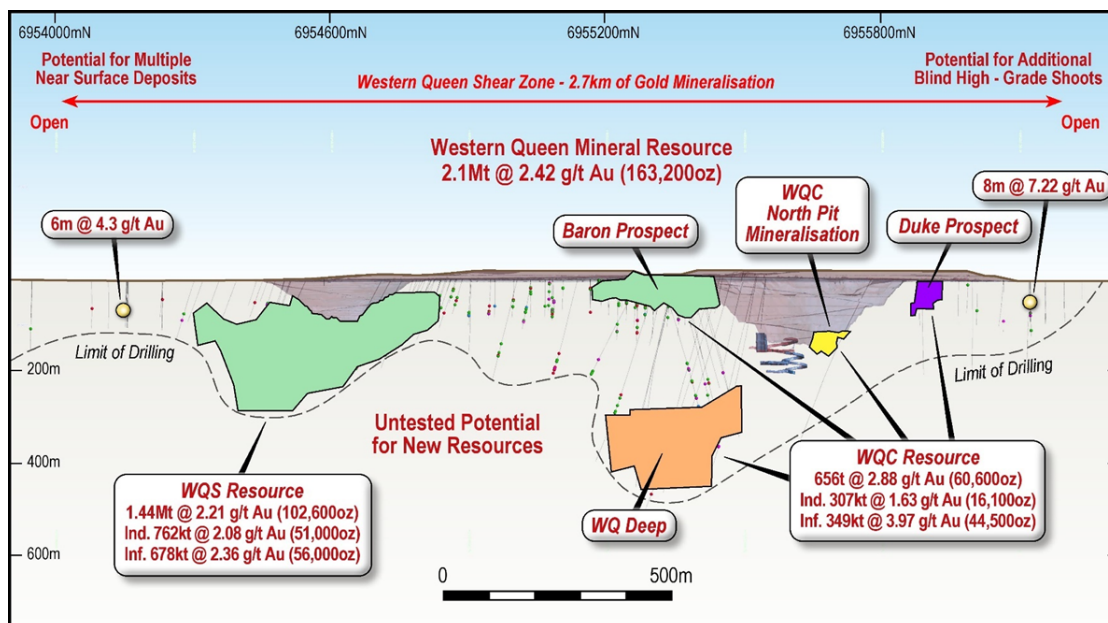 6954000mN
6954600mN
6955200mN
6955800mN
Potential for Multiple
Near Surface Deposits
Western Queen Shear Zone - 2.7km of Gold Mineralisation
Potential for Additional
Blind High - Grade Shoots
Open
Open
Western Queen Mineral Resource
2.1Mt @ 2.42 g/t Au (163,200oz)
6m @ 4.3 g/t Au
Baron Prospect
WQC
North Pit
Mineralisation
Duke Prospect
8m @ 7.22 g/t Au
Limit of Drilling
Limit of Drilling
200m
Untested Potential
for New Resources
400m
WQS Resource
1.44Mt @ 2.21 g/t Au (102,600oz)
Ind. 762kt @ 2.08 g/t Au (51,000oz)
Inf. 678kt @ 2.36 g/t Au (56,000oz)
WQ Deep
WQC Resource
656t @ 2.88 g/t Au (60,600oz)
Ind. 307kt @ 1.63 g/t Au (16,100oz)
Inf. 349kt @ 3.97 g/t Au (44,500oz)
600m
0
500m